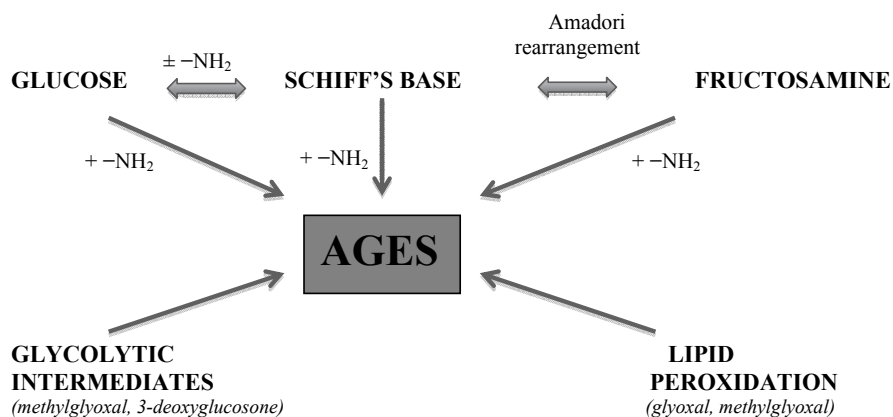 Amadori
rearrangement
± −NH₂
GLUCOSE
SCHIFF'S BASE
FRUCTOSAMINE
+ −NH₂
+ −NH₂
+ −NH₂
AGES
GLYCOLYTIC
INTERMEDIATES
(methylglyoxal, 3-deoxyglucosone)
LIPID
PEROXIDATION
(glyoxal, methylglyoxal)